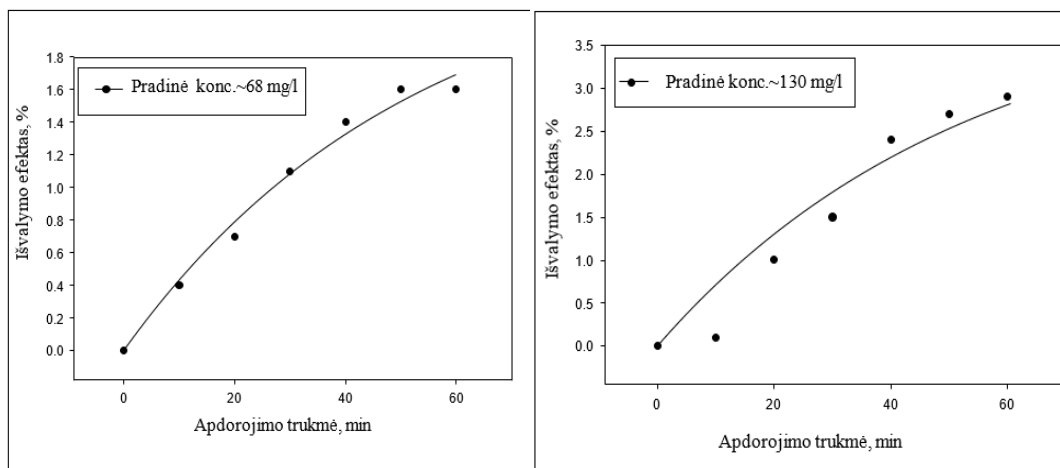 1.8
1.6
1.4
1.2
1.0
0.8
0.6
0.4
0.2
0.0
Išvalymo efektas, %
Pradinė konc.~68 mg/l
0 20 40 60
Apdorojimo trukmė, min
3.5
3.0
2.5
2.0
1.5
1.0
0.5
0.0
Išvalymo efektas, %
Pradinė konc.~130 mg/l
0 20 40 60
Apdorojimo trukmė, min